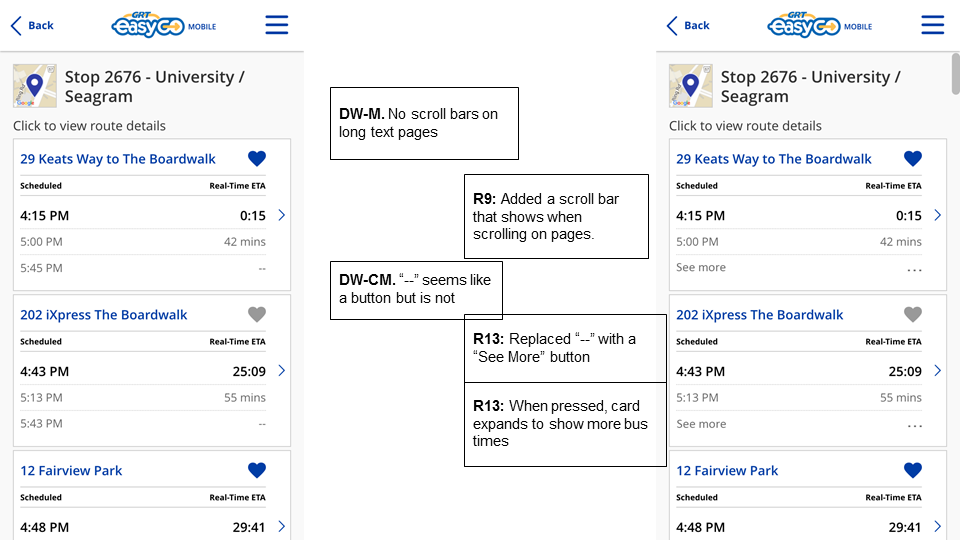 Back
GRT
easyGO MOBILE
Stop 2676 - University /
Seagram
Google
Click to view route details
29 Keats Way to The Boardwalk
Scheduled Real-Time ETA
4:15 PM 0:15
5:00 PM 42 mins
5:45 PM --
202 iXpress The Boardwalk
Scheduled Real-Time ETA
4:43 PM 25:09
5:13 PM 55 mins
5:43 PM --
12 Fairview Park
Scheduled Real-Time ETA
4:48 PM 29:41
DW-M. No scroll bars on
long text pages
R9: Added a scroll bar
that shows when
scrolling on pages.
DW-CM. “--” seems like
a button but is not
R13: Replaced “--” with a
“See More” button
R13: When pressed, card
expands to show more bus
times
Back
GRT
easyGO MOBILE
Stop 2676 - University /
Seagram
Google
Click to view route details
29 Keats Way to The Boardwalk
Scheduled Real-Time ETA
4:15 PM 0:15
5:00 PM 42 mins
See more ...
202 iXpress The Boardwalk
Scheduled Real-Time ETA
4:43 PM 25:09
5:13 PM 55 mins
See more ...
12 Fairview Park
Scheduled Real-Time ETA
4:48 PM 29:41